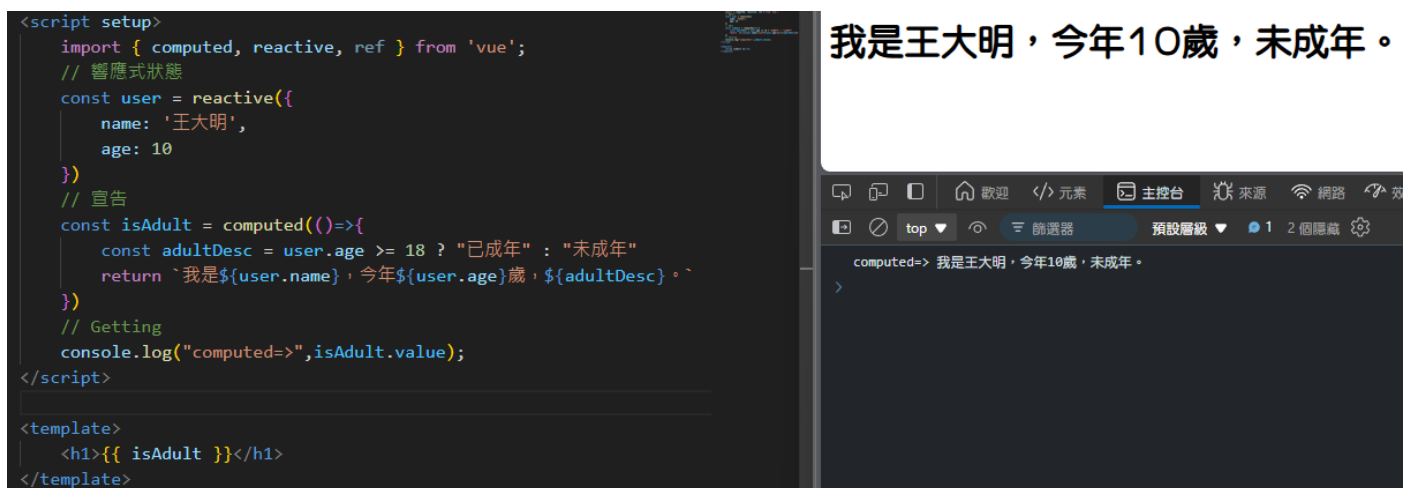 <script setup>
import { computed, reactive, ref } from 'vue';
// 響應式狀態
const user = reactive({
name: '王大明',
age: 10
})
// 宣告
const isAdult = computed(()=>{
const adultDesc = user.age >= 18 ? "已成年" : "未成年"
return `我是${user.name}，今年${user.age}歲，${adultDesc}。`
})
// Getting
console.log("computed=>",isAdult.value);
</script>
<template>
<h1>{{ isAdult }}</h1>
</template>
我是王大明，今年10歲，未成年。
歡迎 </> 元素 主控台 來源 網路 效
top ▼ 篩選器 預設層級 ▼ 1 2 個隱藏
computed=> 我是王大明，今年10歲，未成年。
>